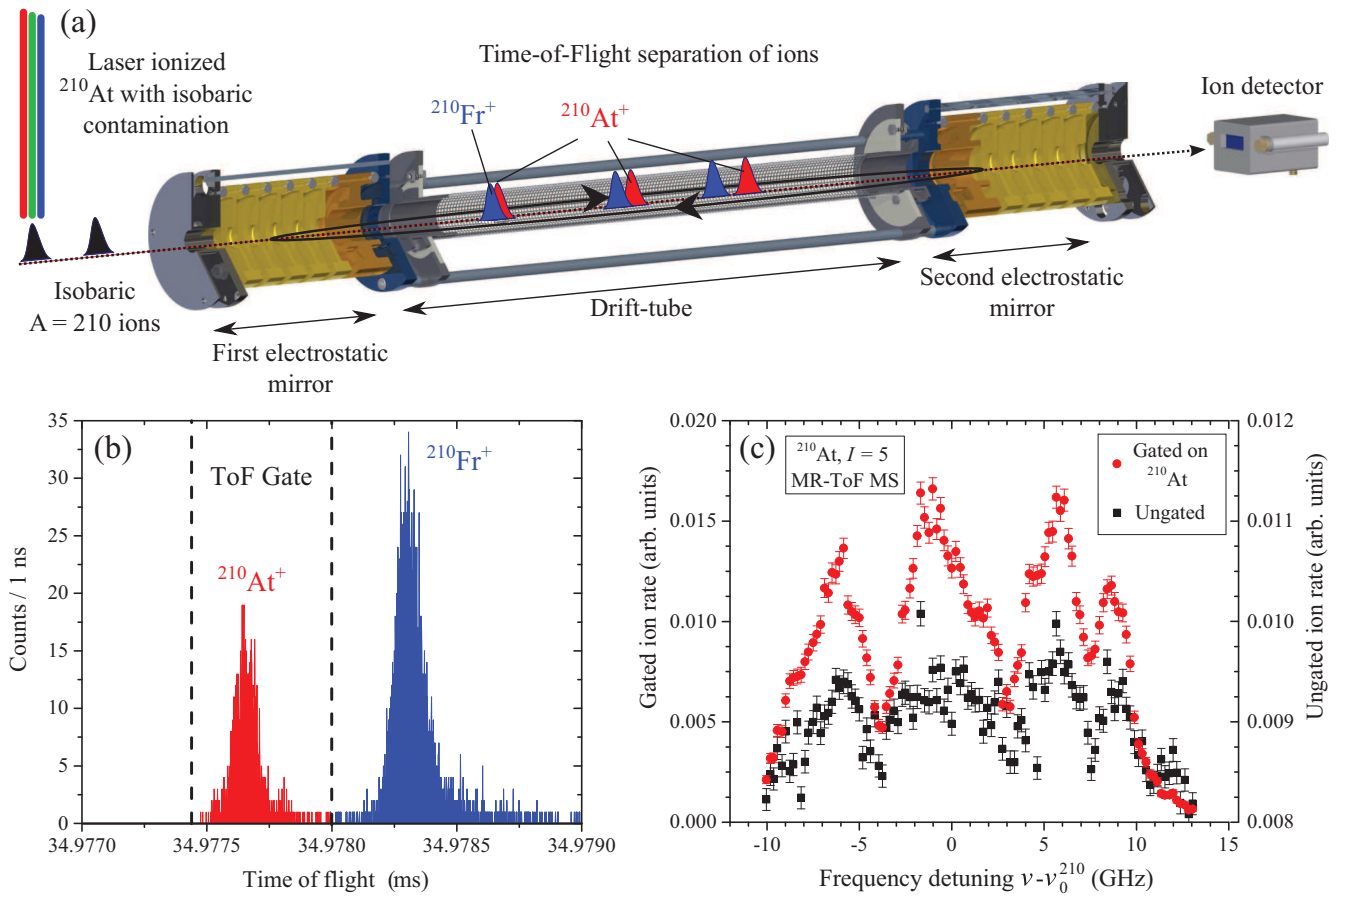 (a)
Laser ionized
²¹⁰At with isobaric
contamination
Time-of-Flight separation of ions
²¹⁰Fr⁺
²¹⁰At⁺
Ion detector
Isobaric
A = 210 ions
First electrostatic
mirror
Drift-tube
Second electrostatic
mirror
(b)
ToF Gate
²¹⁰At⁺
²¹⁰Fr⁺
Counts / 1 ns
35
30
25
20
15
10
5
0
34.9770
34.9775
34.9780
34.9785
34.9790
Time of flight (ms)
(c)
²¹⁰At, I = 5
MR-ToF MS
Gated on
²¹⁰At
Ungated
Gated ion rate (arb. units)
0.020
0.015
0.010
0.005
0.000
Ungated ion rate (arb. units)
0.012
0.011
0.010
0.009
0.008
-10
-5
0
5
10
15
Frequency detuning ν-ν₀²¹⁰ (GHz)